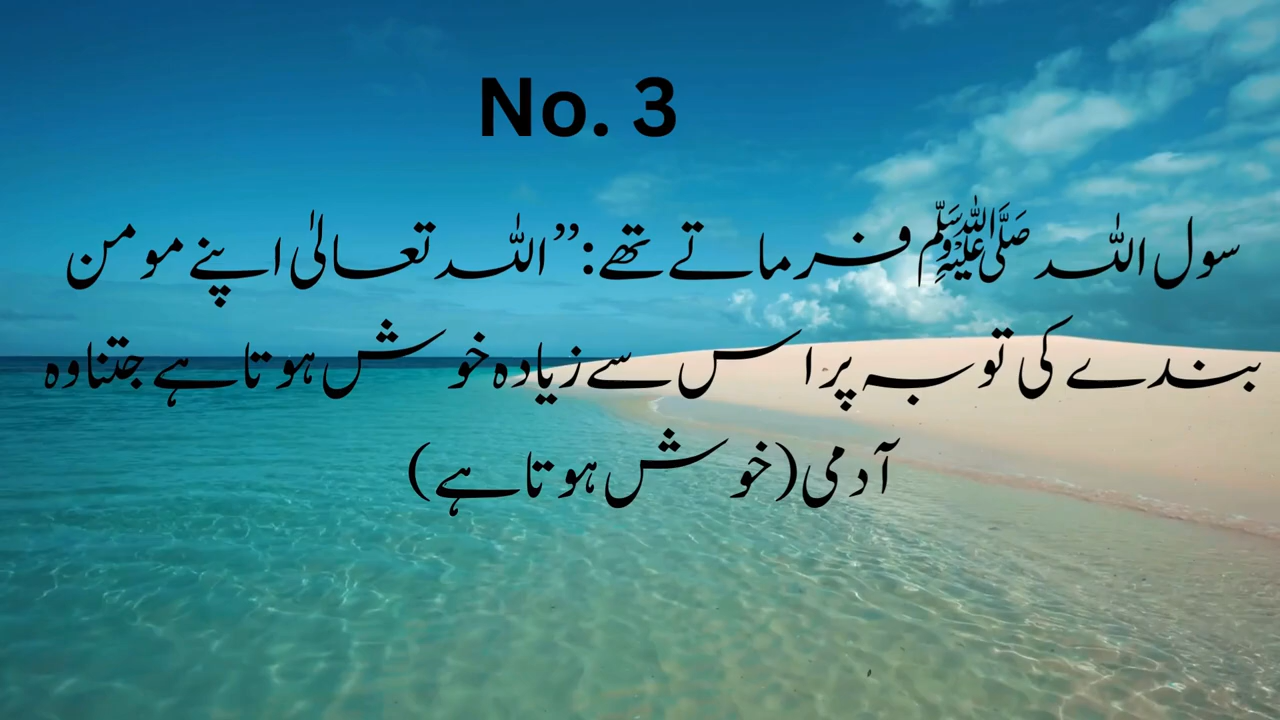 No. 3
سول اللہ ﷺ فرماتے تھے:”اللہ تعالیٰ اپنے مومن
بندے کی توبہ پر اس سے زیادہ خوش ہوتا ہے جتنا وہ
آدمی (خوش ہوتا ہے)